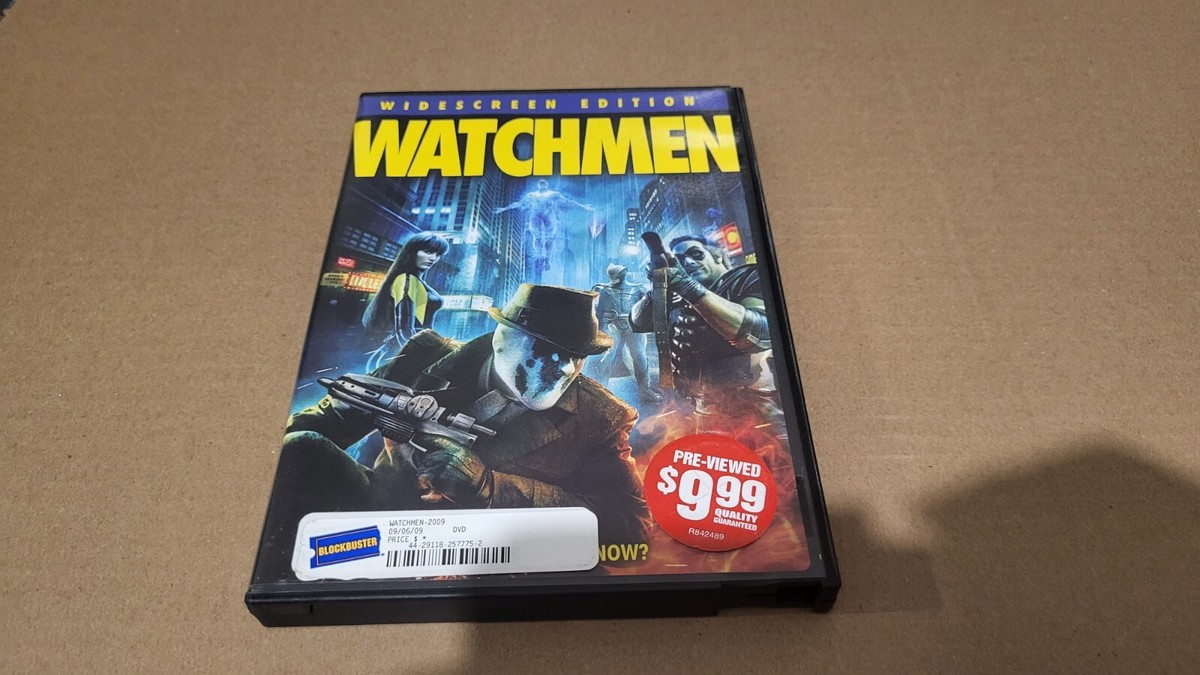 WIDESCREEN EDITION
WATCHMEN
PRE-VIEWED
$9.99
QUALITY
GUARANTEED
R842489
BLOCKBUSTER
WATCHMEN-2009
09/06/09 DVD
PRICE $ *
44-29118-257775-2
NOW?